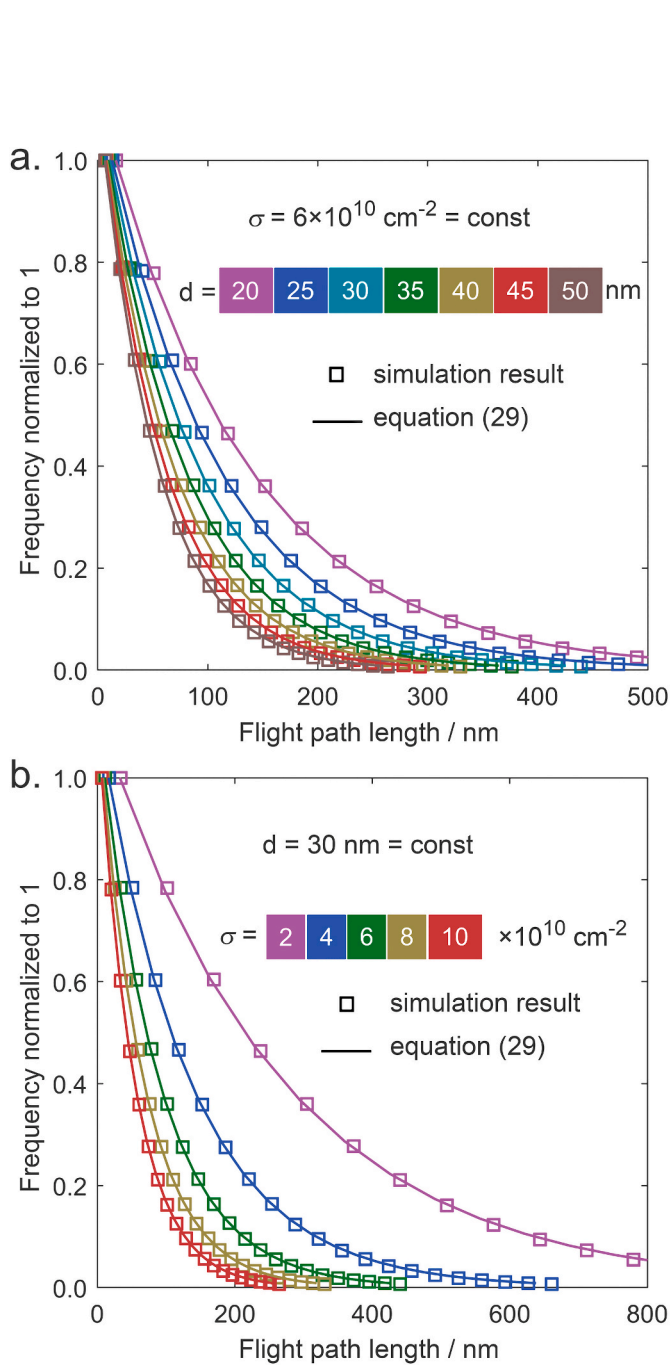 a.
1.0
0.8
0.6
0.4
0.2
0.0
Frequency normalized to 1
σ = 6×10¹⁰ cm⁻² = const
d = 20 25 30 35 40 45 50 nm
simulation result
equation (29)
0 100 200 300 400 500
Flight path length / nm
b.
1.0
0.8
0.6
0.4
0.2
0.0
Frequency normalized to 1
d = 30 nm = const
σ = 2 4 6 8 10 ×10¹⁰ cm⁻²
simulation result
equation (29)
0 200 400 600 800
Flight path length / nm